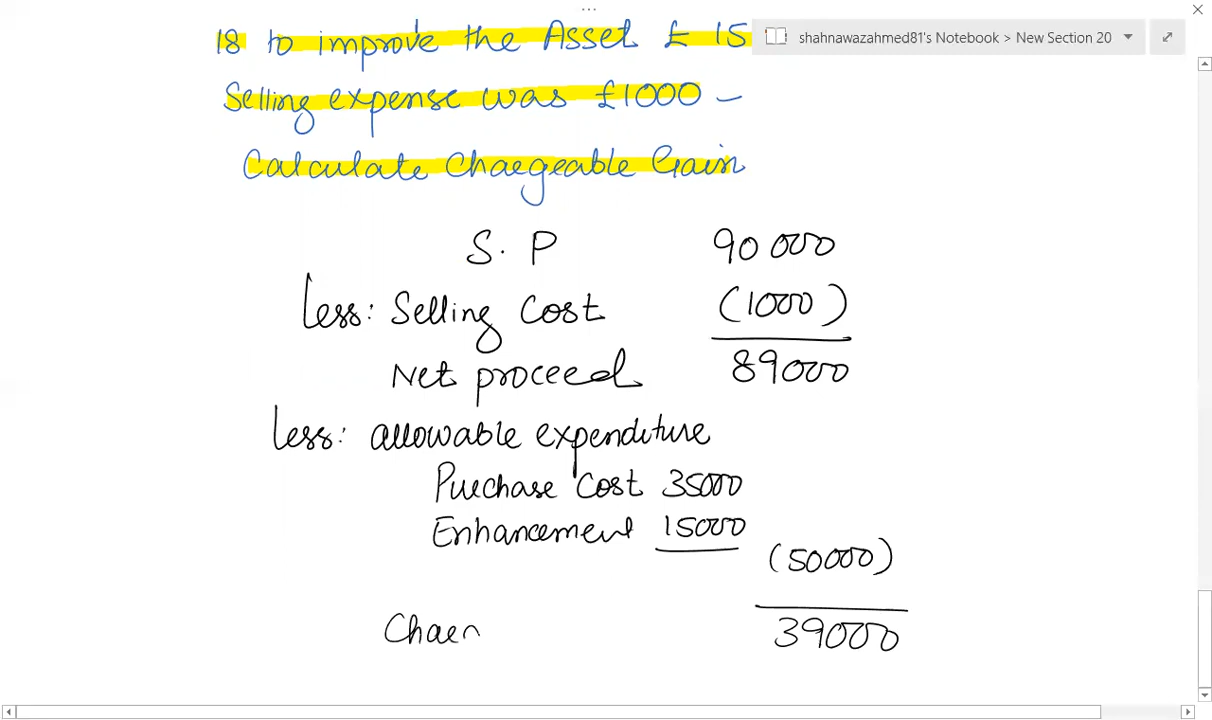 18 to improve the Asset £ 15
shahnawazahmed81's Notebook > New Section 20
Selling expense was £1000 –
Calculate Chargeable Gain
S.P 90000
Less: Selling Cost (1000)
Net proceed 89000
Less: allowable expenditure
Purchase Cost 35000
Enhancement 15000
(50000)
Chaer 39000